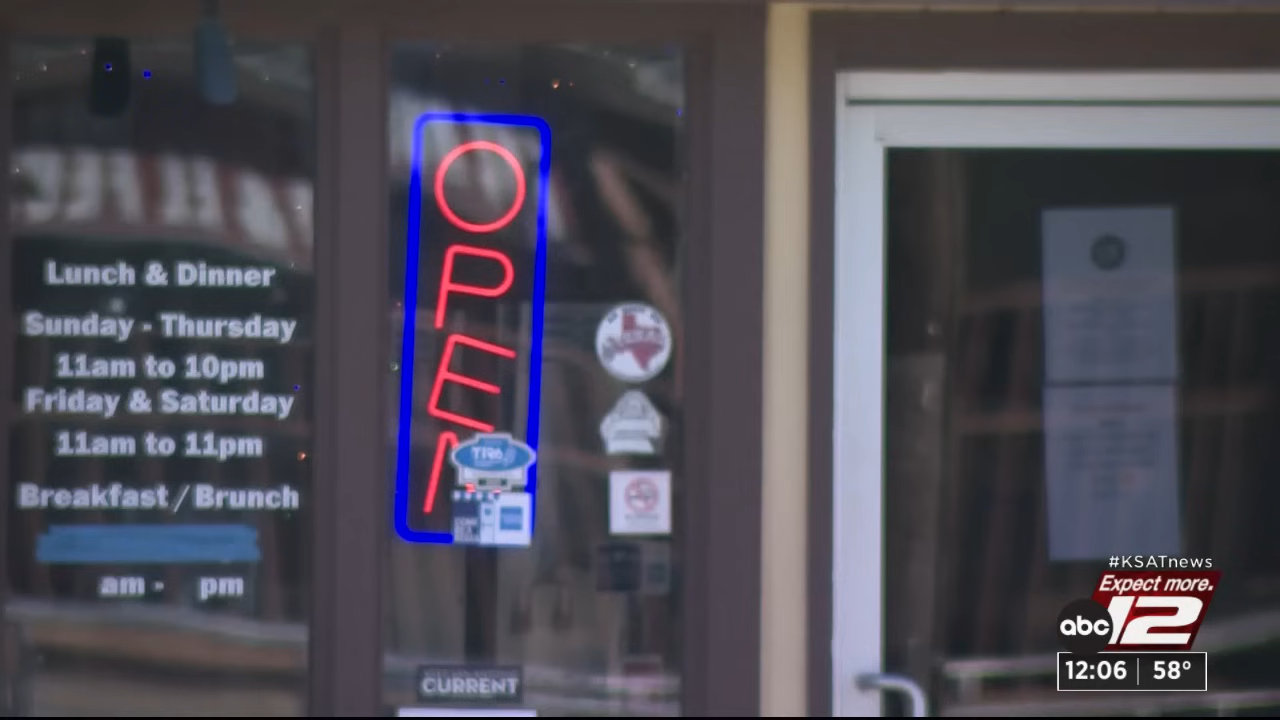 Lunch & Dinner
Sunday - Thursday
11am to 10pm
Friday & Saturday
11am to 11pm
Breakfast / Brunch
am - pm
OPEN
TRA
CURRENT
#KSATnews
Expect more.
abc 12
12:06 58°